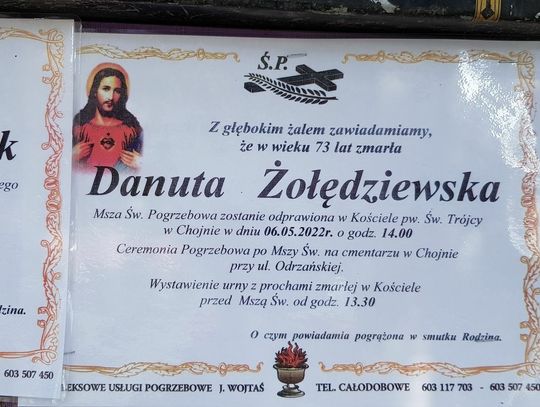 k
ego
dzina.
603 507 450
Ś.P.
Z głębokim żalem zawiadamiamy,
że w wieku 73 lat zmarła
Danuta Żołędziewska
Msza Św. Pogrzebowa zostanie odprawiona w Kościele pw. Św. Trójcy
w Chojnie w dniu 06.05.2022r. o godz. 14.00
Ceremonia Pogrzebowa po Mszy Św. na cmentarzu w Chojnie
przy ul. Odrzańskiej.
Wystawienie urny z prochami zmarłej w Kościele
przed Mszą Św. od godz. 13.30
O czym powiadamia pogrążona w smutku Rodzina.
LEKSOWE USŁUGI POGRZEBOWE J. WOJTAŚ TEL. CAŁODOBOWE 603 117 703 - 603 507 450